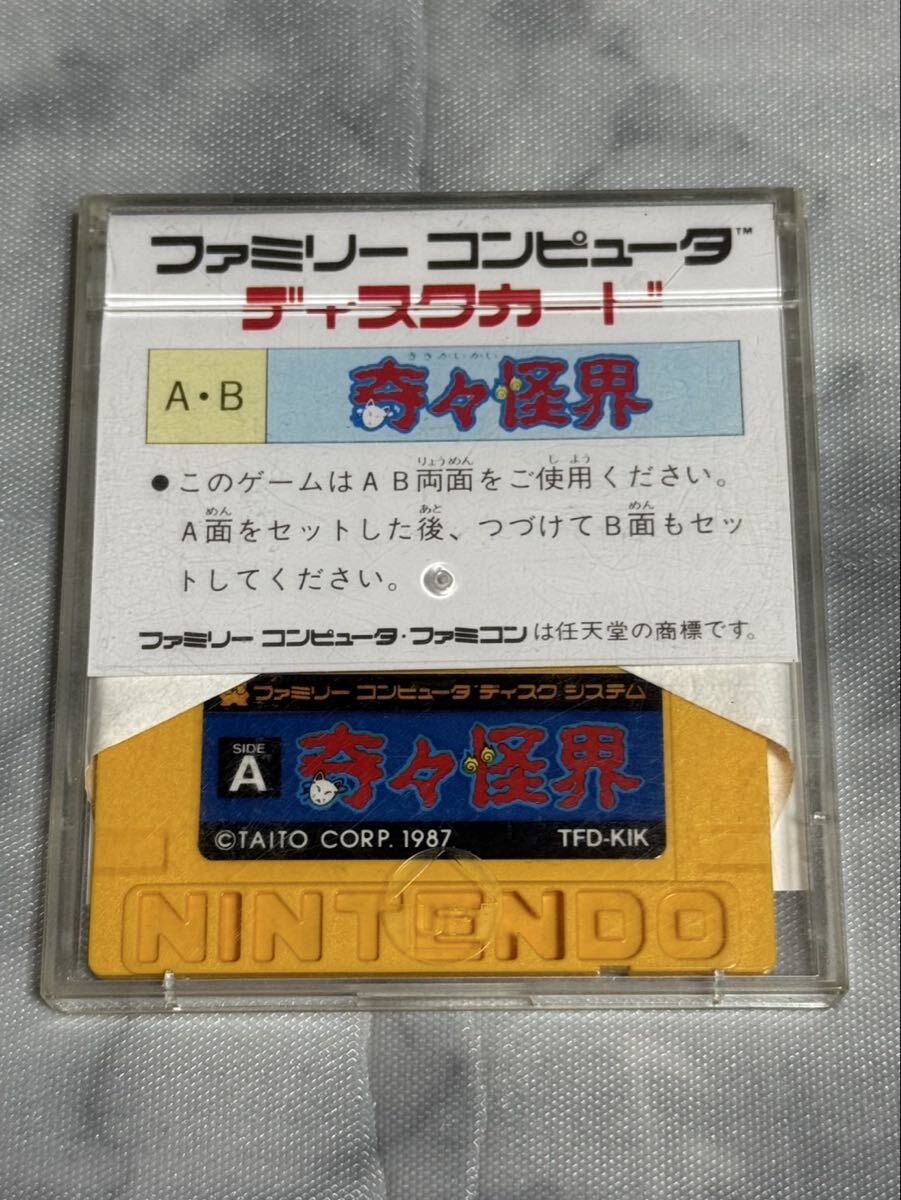 ファミリー コンピュータ™
ディスクカード
ききかいかい
A・B 奇々怪界
りょうめん しよう
●このゲームはAB両面をご使用ください。
めん あと めん
A面をセットした後、つづけてB面もセッ
トしてください。
ファミリー コンピュータ・ファミコンは任天堂の商標です。
ファミリー コンピュータ ディスク システム
SIDE
A
奇々怪界
©TAITO CORP. 1987 TFD-KIK
NINTENDO